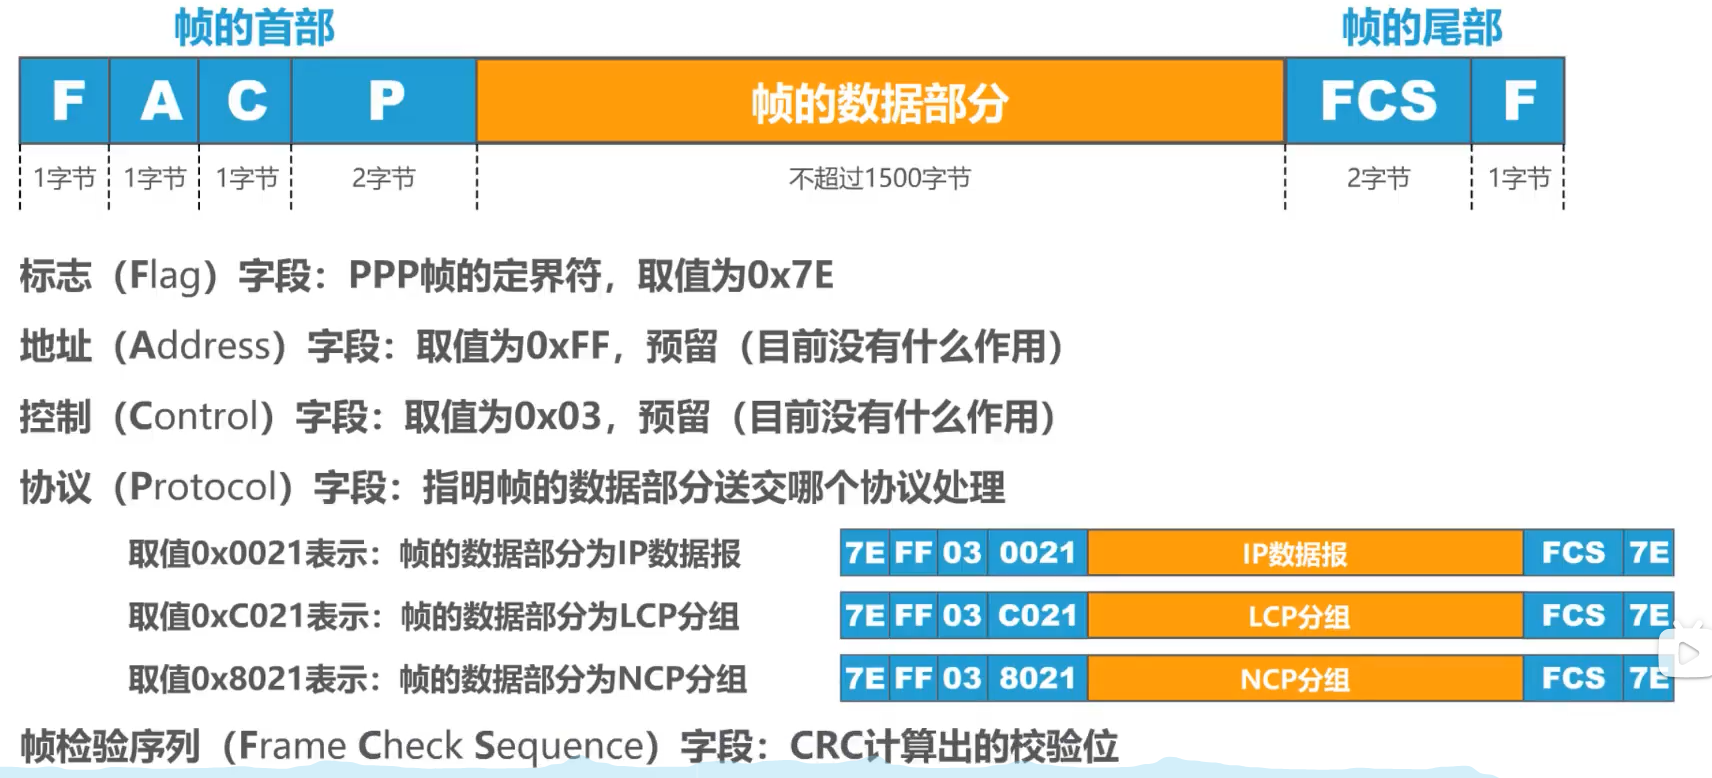 帧的首部 帧的尾部
F A C P 帧的数据部分 FCS F
1字节 1字节 1字节 2字节 不超过1500字节 2字节 1字节
标志（Flag）字段：PPP帧的定界符，取值为0x7E
地址（Address）字段：取值为0xFF，预留（目前没有什么作用）
控制（Control）字段：取值为0x03，预留（目前没有什么作用）
协议（Protocol）字段：指明帧的数据部分送交哪个协议处理
取值0x0021表示：帧的数据部分为IP数据报 7E FF 03 0021 IP数据报 FCS 7E
取值0xC021表示：帧的数据部分为LCP分组 7E FF 03 C021 LCP分组 FCS 7E
取值0x8021表示：帧的数据部分为NCP分组 7E FF 03 8021 NCP分组 FCS 7E
帧检验序列（Frame Check Sequence）字段：CRC计算出的校验位